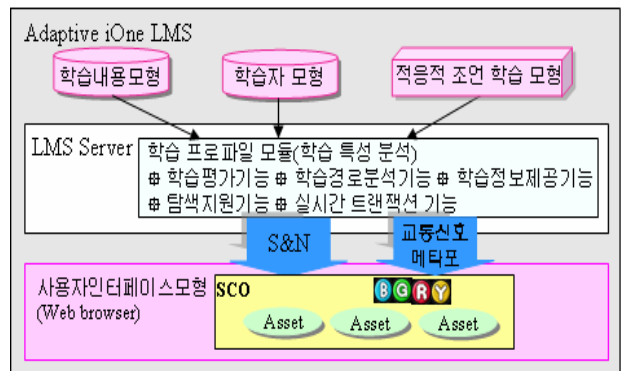 Adaptive iOne LMS
학습내용모형
학습자 모형
적응적 조언 학습 모형
LMS Server
학습 프로파일 모듈(학습 특성 분석)
⊕ 학습평가기능 ⊕ 학습경로분석기능 ⊕ 학습정보제공기능
⊕ 탐색지원기능 ⊕ 실시간 트랜잭션 기능
S&N
교통신호
메타포
사용자인터페이스모형
(Web browser)
SCO
B G R Y
Asset Asset Asset